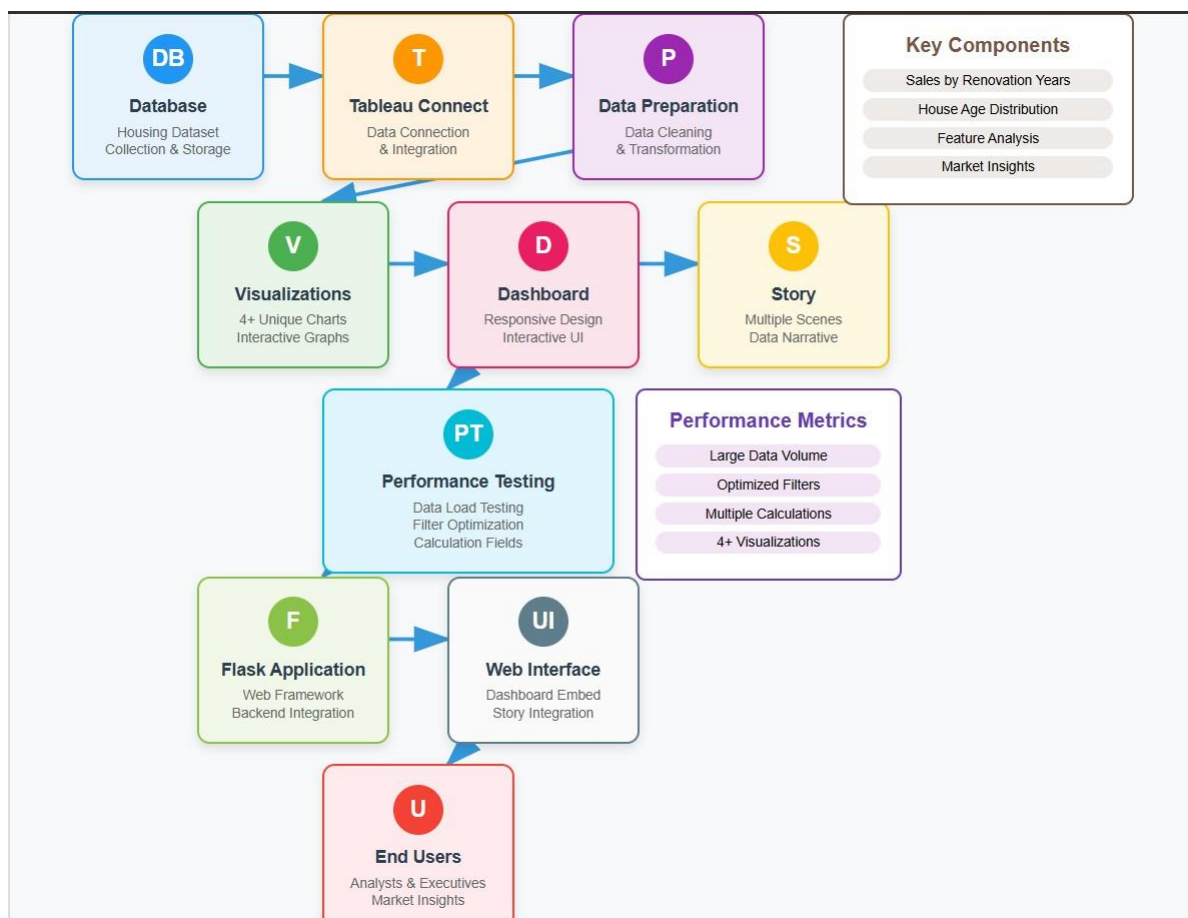 DB
Database
Housing Dataset
Collection & Storage
T
Tableau Connect
Data Connection
& Integration
P
Data Preparation
Data Cleaning
& Transformation
Key Components
Sales by Renovation Years
House Age Distribution
Feature Analysis
Market Insights
V
Visualizations
4+ Unique Charts
Interactive Graphs
D
Dashboard
Responsive Design
Interactive UI
S
Story
Multiple Scenes
Data Narrative
PT
Performance Testing
Data Load Testing
Filter Optimization
Calculation Fields
Performance Metrics
Large Data Volume
Optimized Filters
Multiple Calculations
4+ Visualizations
F
Flask Application
Web Framework
Backend Integration
UI
Web Interface
Dashboard Embed
Story Integration
U
End Users
Analysts & Executives
Market Insights